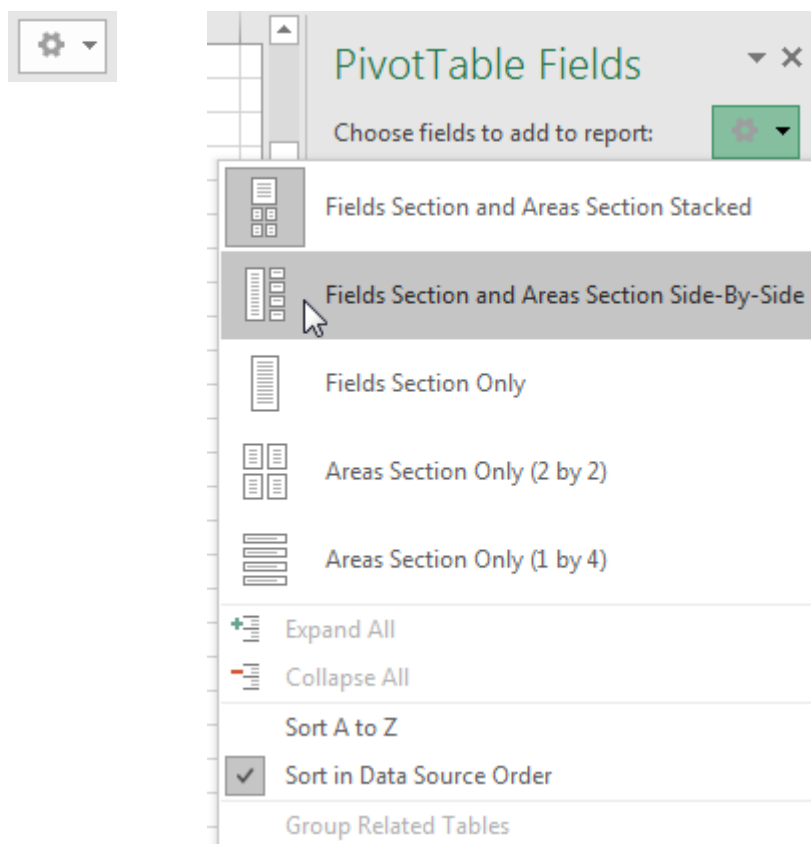 PivotTable Fields
Choose fields to add to report:
Fields Section and Areas Section Stacked
Fields Section and Areas Section Side-By-Side
Fields Section Only
Areas Section Only (2 by 2)
Areas Section Only (1 by 4)
Expand All
Collapse All
Sort A to Z
Sort in Data Source Order
Group Related Tables